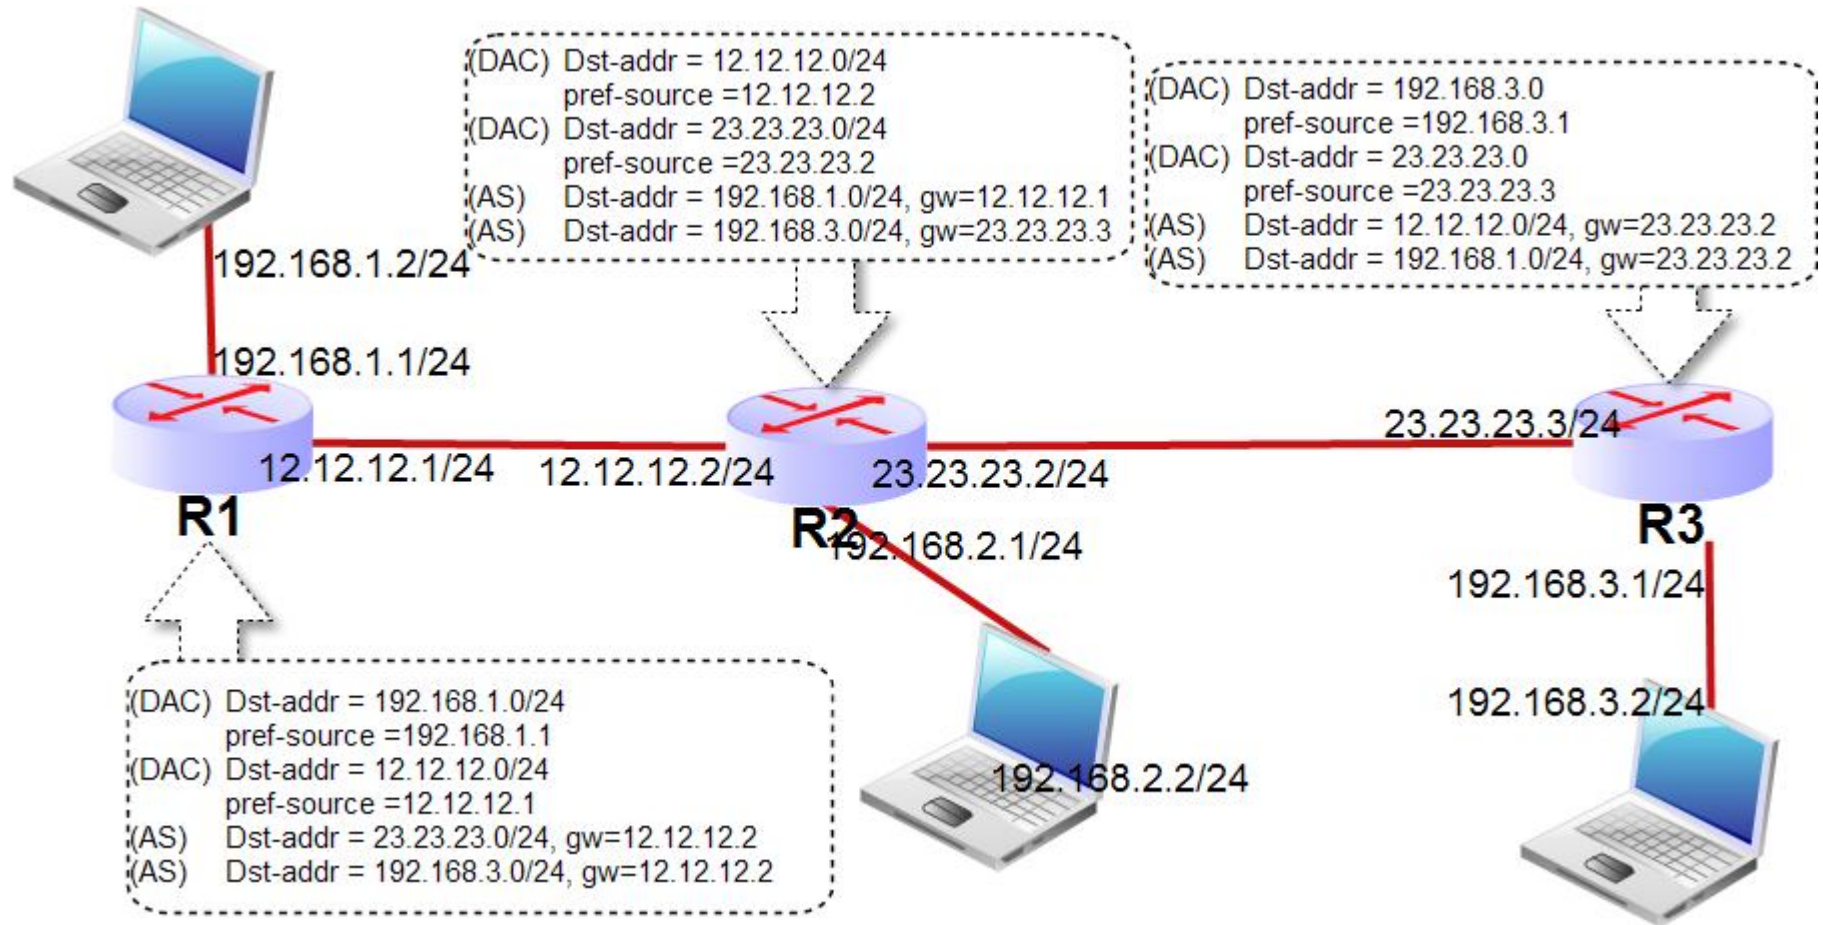 (DAC) Dst-addr = 12.12.12.0/24
pref-source =12.12.12.2
(DAC) Dst-addr = 23.23.23.0/24
pref-source =23.23.23.2
(AS) Dst-addr = 192.168.1.0/24, gw=12.12.12.1
(AS) Dst-addr = 192.168.3.0/24, gw=23.23.23.3
(DAC) Dst-addr = 192.168.3.0
pref-source =192.168.3.1
(DAC) Dst-addr = 23.23.23.0
pref-source =23.23.23.3
(AS) Dst-addr = 12.12.12.0/24, gw=23.23.23.2
(AS) Dst-addr = 192.168.1.0/24, gw=23.23.23.2
192.168.1.2/24
192.168.1.1/24
12.12.12.1/24
12.12.12.2/24
23.23.23.2/24
23.23.23.3/24
R1
R2
R3
192.168.2.1/24
192.168.3.1/24
192.168.3.2/24
192.168.2.2/24
(DAC) Dst-addr = 192.168.1.0/24
pref-source =192.168.1.1
(DAC) Dst-addr = 12.12.12.0/24
pref-source =12.12.12.1
(AS) Dst-addr = 23.23.23.0/24, gw=12.12.12.2
(AS) Dst-addr = 192.168.3.0/24, gw=12.12.12.2